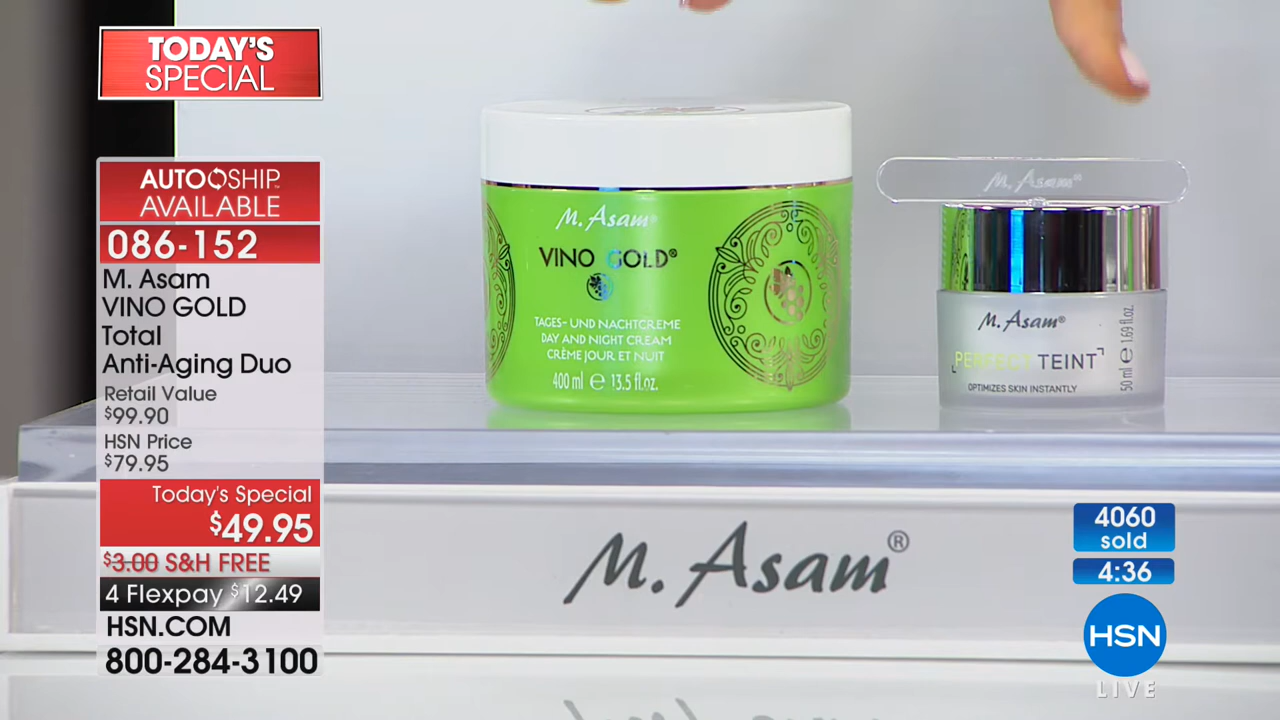 TODAY'S
SPECIAL
AUTOSHIP™
AVAILABLE
086-152
M. Asam
VINO GOLD
Total
Anti-Aging Duo
Retail Value
$99.90
HSN Price
$79.95
Today's Special
$49.95
$3.00 S&H FREE
4 Flexpay $12.49
HSN.COM
800-284-3100
M. Asam®
VINO GOLD®
TAGES- UND NACHTCREME
DAY AND NIGHT CREAM
CRÈME JOUR ET NUIT
400 ml e 13.5 fl.oz.
M. Asam®
M. Asam®
PERFECT TEINT
OPTIMIZES SKIN INSTANTLY
50 ml e 1.69 fl.oz.
M. Asam®
4060
sold
4:36
HSN
LIVE